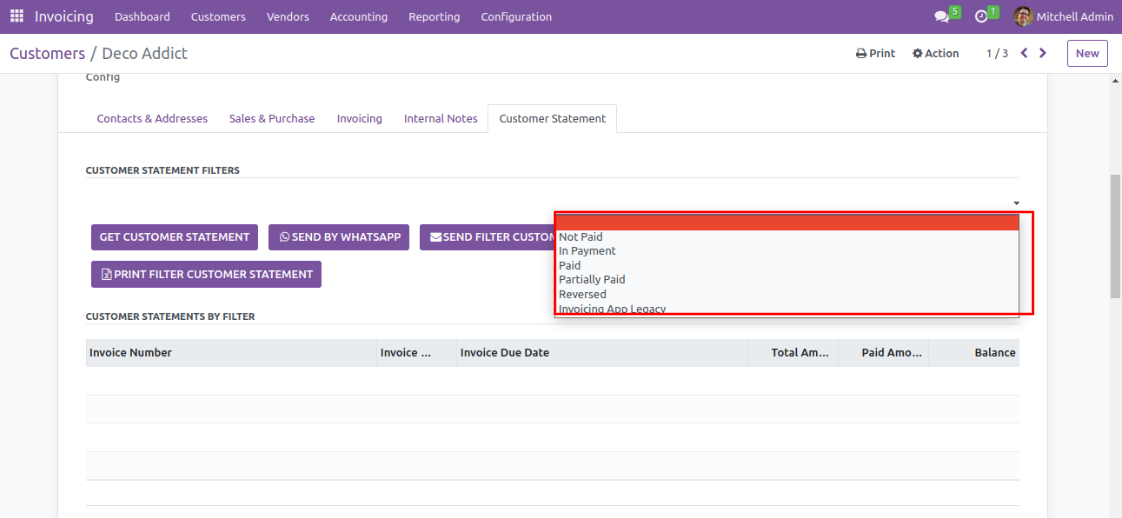 Invoicing Dashboard Customers Vendors Accounting Reporting Configuration 5 1 Mitchell Admin
Customers / Deco Addict Print Action 1 / 3 New
Config
Contacts & Addresses Sales & Purchase Invoicing Internal Notes Customer Statement
CUSTOMER STATEMENT FILTERS
GET CUSTOMER STATEMENT SEND BY WHATSAPP SEND FILTER CUSTOM
PRINT FILTER CUSTOMER STATEMENT
Not Paid
In Payment
Paid
Partially Paid
Reversed
Invoicing App Legacy
CUSTOMER STATEMENTS BY FILTER
Invoice Number Invoice ... Invoice Due Date Total Am... Paid Amo... Balance